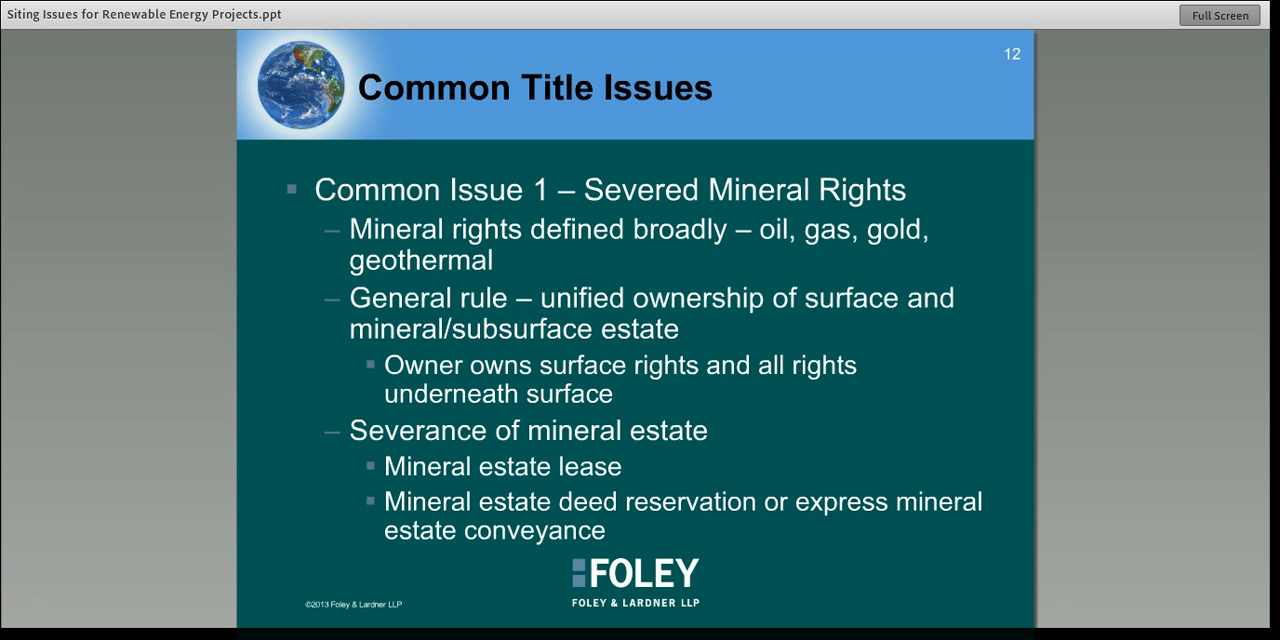 Siting Issues for Renewable Energy Projects.ppt
Full Screen
12
Common Title Issues
Common Issue 1 – Severed Mineral Rights
– Mineral rights defined broadly – oil, gas, gold,
geothermal
– General rule – unified ownership of surface and
mineral/subsurface estate
Owner owns surface rights and all rights
underneath surface
– Severance of mineral estate
Mineral estate lease
Mineral estate deed reservation or express mineral
estate conveyance
FOLEY
FOLEY & LARDNER LLP
©2013 Foley & Lardner LLP